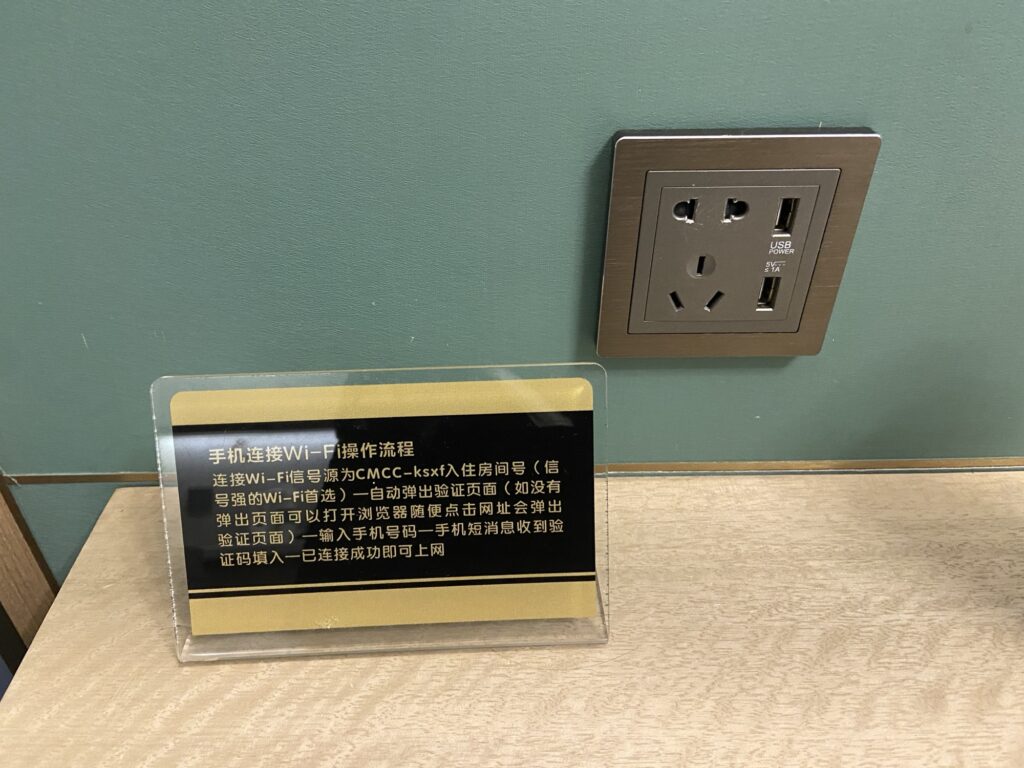 手机连接Wi-Fi操作流程
连接Wi-Fi信号源为CMCC-ksxf入住房间号（信
号强的Wi-Fi首选）—自动弹出验证页面（如没有
弹出页面可以打开浏览器随便点击网址会弹出
验证页面）—输入手机号码—手机短消息收到验
证码填入—已连接成功即可上网
USB
POWER
5V⎓
≤ 1A